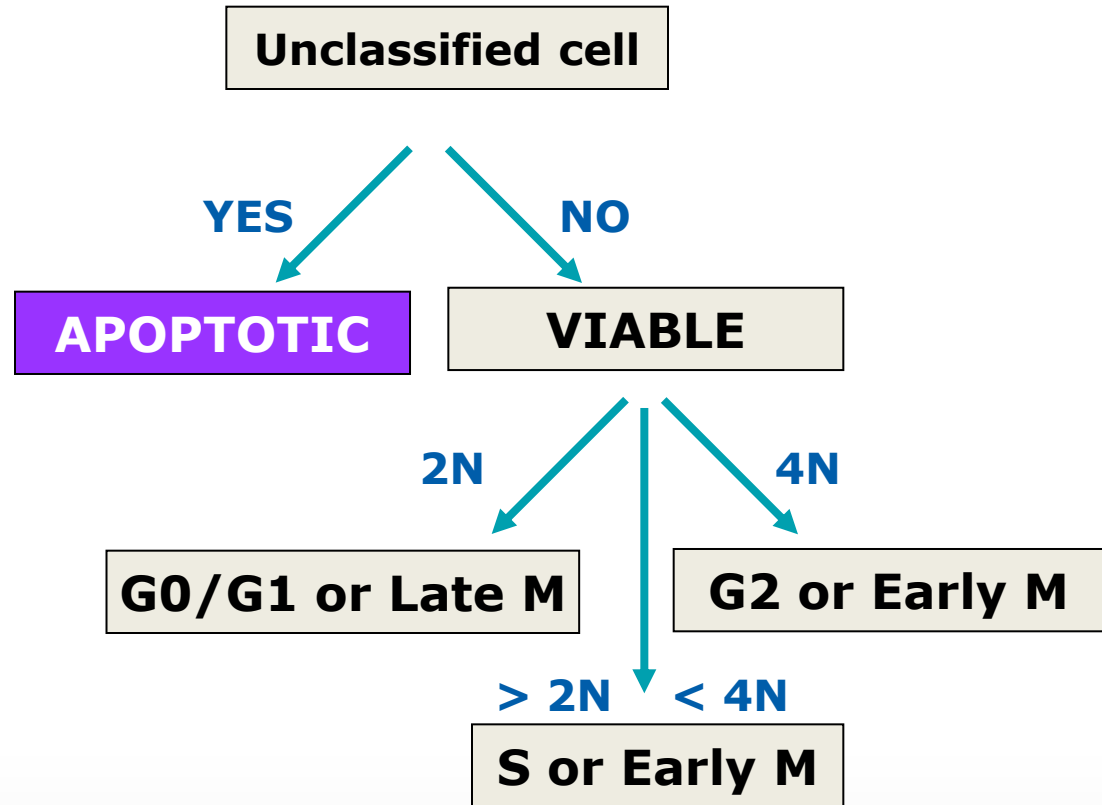 Unclassified cell
YES
NO
APOPTOTIC
VIABLE
2N
4N
G0/G1 or Late M
G2 or Early M
> 2N < 4N
S or Early M